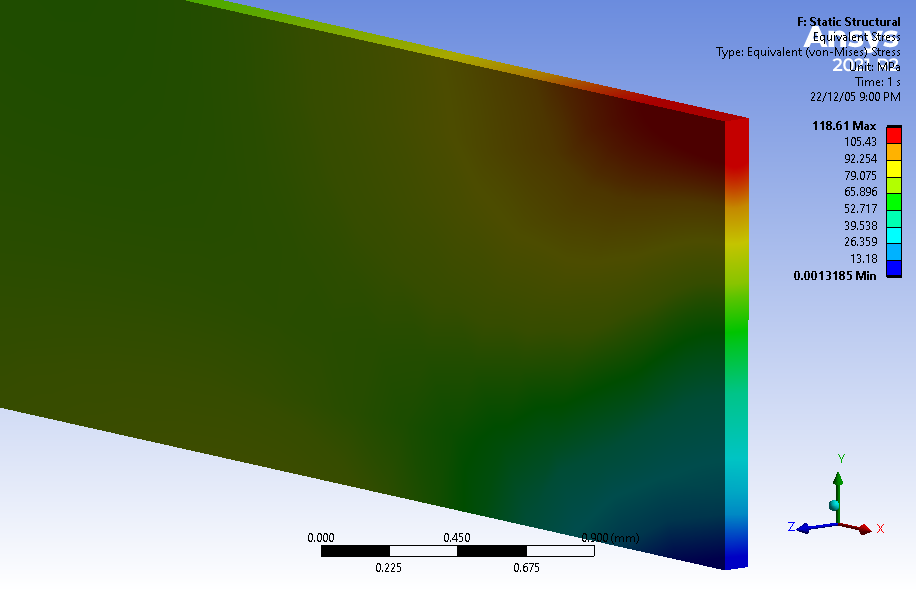 F: Static Structural
Equivalent Stress
Type: Equivalent (von-Mises) Stress
Unit: MPa
Time: 1 s
22/12/05 9:00 PM
Ansys
118.61 Max
105.43
92.254
79.075
65.896
52.717
39.538
26.359
13.18
0.0013185 Min
0.000 0.450 0.900 (mm)
0.225 0.675
Y
Z
X